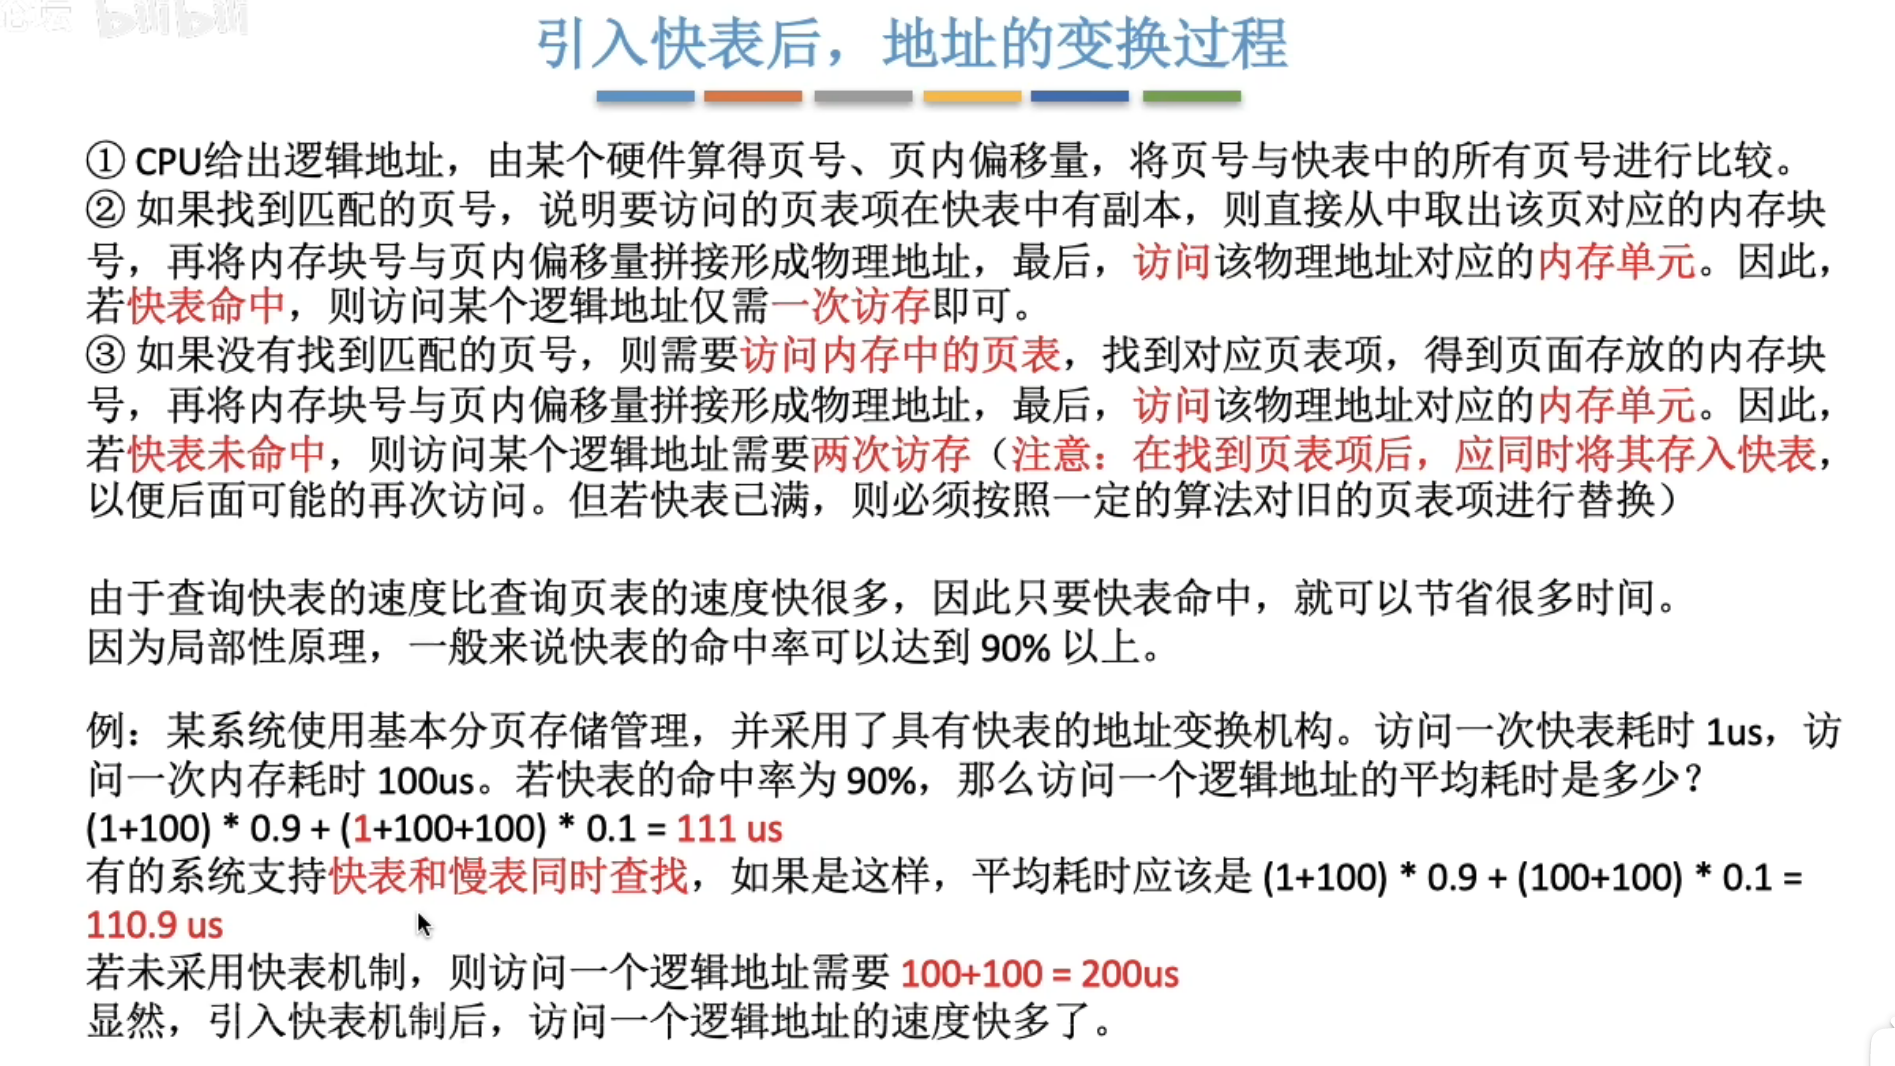 论坛 bilibili
引入快表后，地址的变换过程
① CPU给出逻辑地址，由某个硬件算得页号、页内偏移量，将页号与快表中的所有页号进行比较。
② 如果找到匹配的页号，说明要访问的页表项在快表中有副本，则直接从中取出该页对应的内存块
号，再将内存块号与页内偏移量拼接形成物理地址，最后，访问该物理地址对应的内存单元。因此，
若快表命中，则访问某个逻辑地址仅需一次访存即可。
③ 如果没有找到匹配的页号，则需要访问内存中的页表，找到对应页表项，得到页面存放的内存块
号，再将内存块号与页内偏移量拼接形成物理地址，最后，访问该物理地址对应的内存单元。因此，
若快表未命中，则访问某个逻辑地址需要两次访存（注意：在找到页表项后，应同时将其存入快表，
以便后面可能的再次访问。但若快表已满，则必须按照一定的算法对旧的页表项进行替换）
由于查询快表的速度比查询页表的速度快很多，因此只要快表命中，就可以节省很多时间。
因为局部性原理，一般来说快表的命中率可以达到 90% 以上。
例：某系统使用基本分页存储管理，并采用了具有快表的地址变换机构。访问一次快表耗时 1us，访
问一次内存耗时 100us。若快表的命中率为 90%，那么访问一个逻辑地址的平均耗时是多少？
(1+100) * 0.9 + (1+100+100) * 0.1 = 111 us
有的系统支持快表和慢表同时查找，如果是这样，平均耗时应该是 (1+100) * 0.9 + (100+100) * 0.1 =
110.9 us
若未采用快表机制，则访问一个逻辑地址需要 100+100 = 200us
显然，引入快表机制后，访问一个逻辑地址的速度快多了。